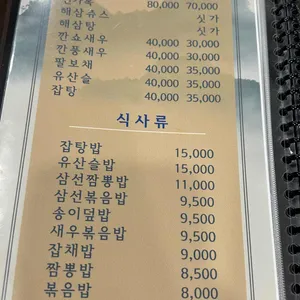 80,000 70,000
해삼쥬스 싯가
해삼탕 싯가
깐쇼새우 40,000 30,000
깐풍새우 40,000 30,000
팔보채 40,000 35,000
유산슬 40,000 35,000
잡탕 40,000 35,000
식사류
잡탕밥 15,000
유산슬밥 15,000
삼선짬뽕밥 11,000
삼선볶음밥 9,500
송이덮밥 9,500
새우볶음밥 9,500
잡채밥 9,000
짬뽕밥 8,500
볶음밥 8,000